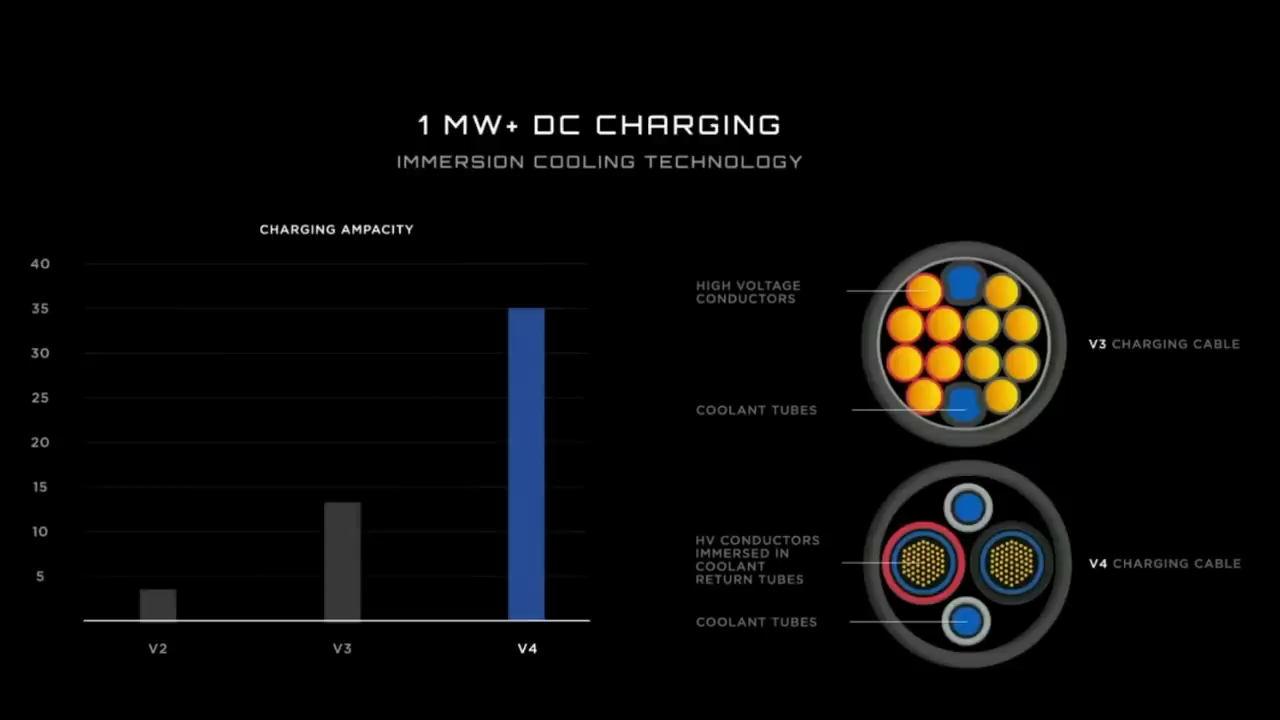 1 MW+ DC CHARGING
IMMERSION COOLING TECHNOLOGY
CHARGING AMPACITY
40
35
30
25
20
15
10
5
V2
V3
V4
HIGH VOLTAGE
CONDUCTORS
COOLANT TUBES
V3 CHARGING CABLE
HV CONDUCTORS
IMMERSED IN
COOLANT
RETURN TUBES
COOLANT TUBES
V4 CHARGING CABLE